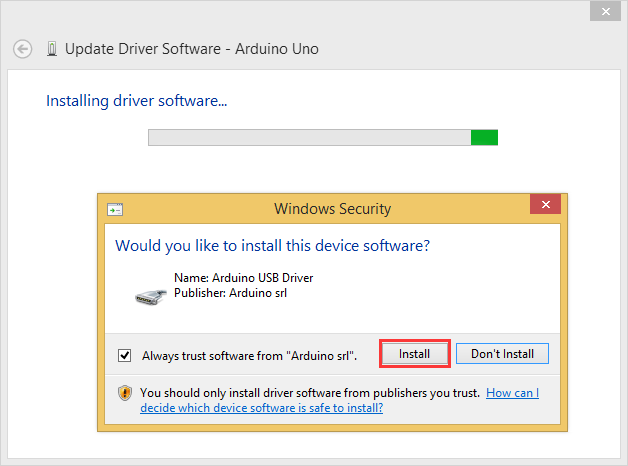 Update Driver Software - Arduino Uno
Installing driver software...
Windows Security
Would you like to install this device software?
Name: Arduino USB Driver
Publisher: Arduino srl
Always trust software from "Arduino srl".
Install
Don't Install
You should only install driver software from publishers you trust. How can I
decide which device software is safe to install?